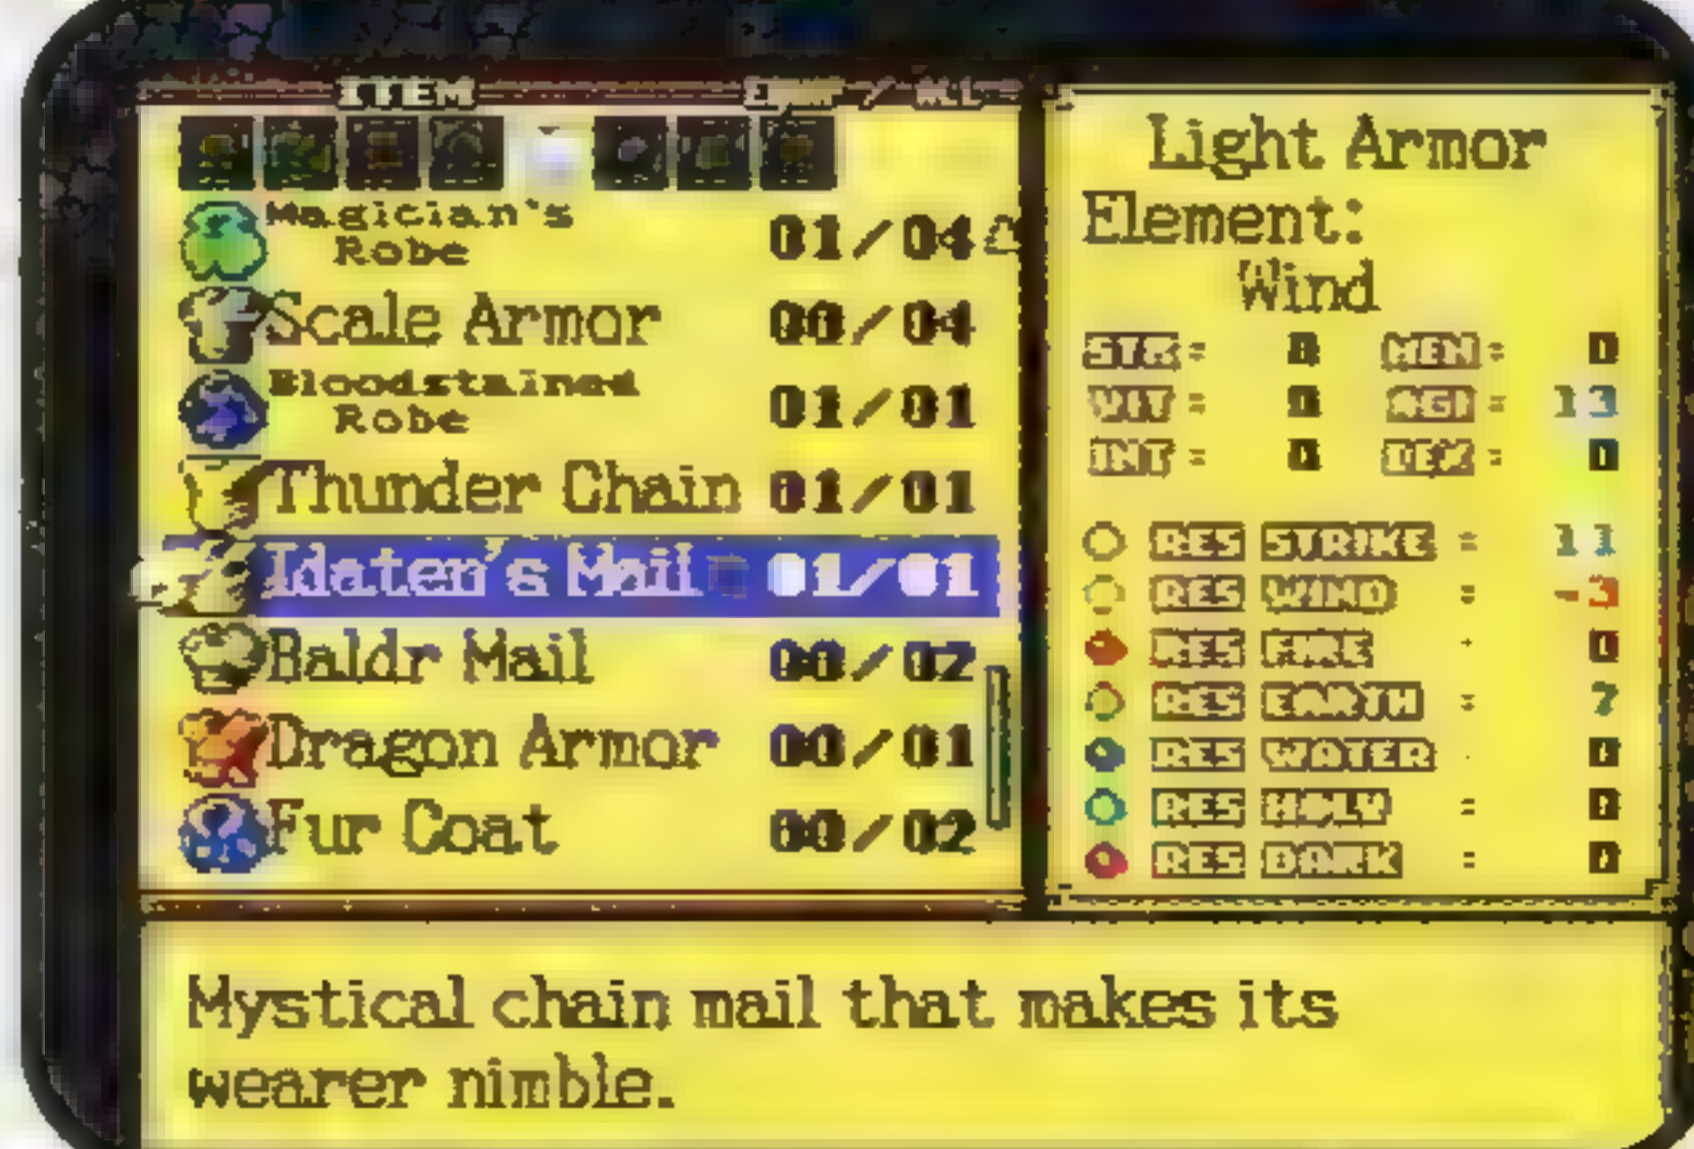 ITEM EQUIP / ALL
Magician's
Robe 01/04
Scale Armor 00/04
Bloodstained
Robe 01/01
Thunder Chain 01/01
Idaten's Mail 01/01
Baldr Mail 00/02
Dragon Armor 00/01
Fur Coat 00/02
Light Armor
Element:
Wind
STR= 0 MEN= 0
VIT= 0 AGI= 13
INT= 0 DEX= 0
RES STRIKE = 11
RES WIND = -3
RES FIRE = 0
RES EARTH = 7
RES WATER = 0
RES HOLY = 0
RES DARK = 0
Mystical chain mail that makes its
wearer nimble.